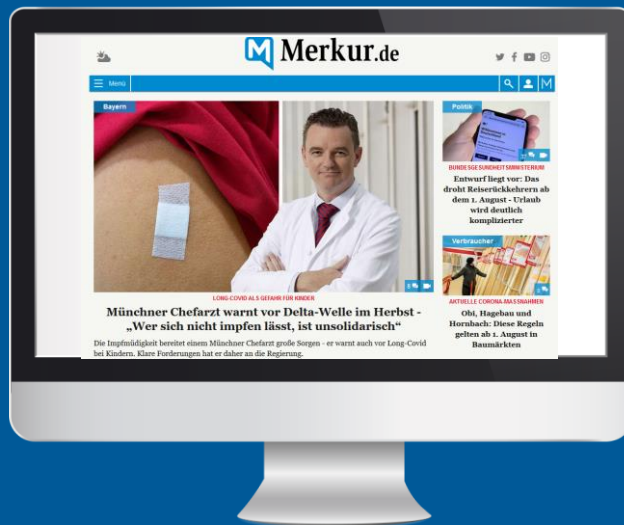 Merkur.de
Menü
Bayern
LONG-COVID ALS GEFAHR FÜR KINDER
Münchner Chefarzt warnt vor Delta-Welle im Herbst -
„Wer sich nicht impfen lässt, ist unsolidarisch“
Die Impfmüdigkeit bereitet einem Münchner Chefarzt große Sorgen - er warnt auch vor Long-Covid
bei Kindern. Klare Forderungen hat er daher an die Regierung.
Politik
BUNDESGESUNDHEITSMINISTERIUM
Entwurf liegt vor: Das
droht Reiserückkehrern ab
dem 1. August - Urlaub
wird deutlich
komplizierter
Verbraucher
AKTUELLE CORONA-MASSNAHMEN
Obi, Hagebau und
Hornbach: Diese Regeln
gelten ab 1. August in
Baumärkten